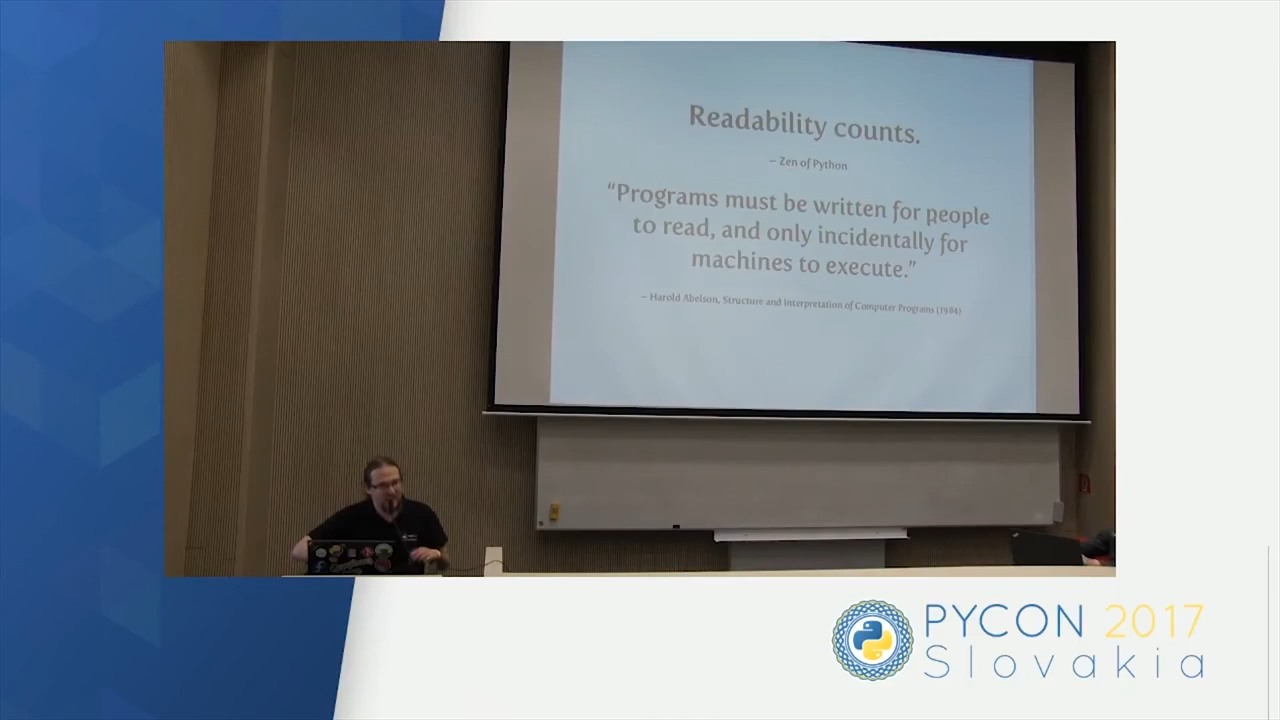 Readability counts.
– Zen of Python
“Programs must be written for people
to read, and only incidentally for
machines to execute.”
– Harold Abelson, Structure and Interpretation of Computer Programs (1984)
PYCON 2017
Slovakia